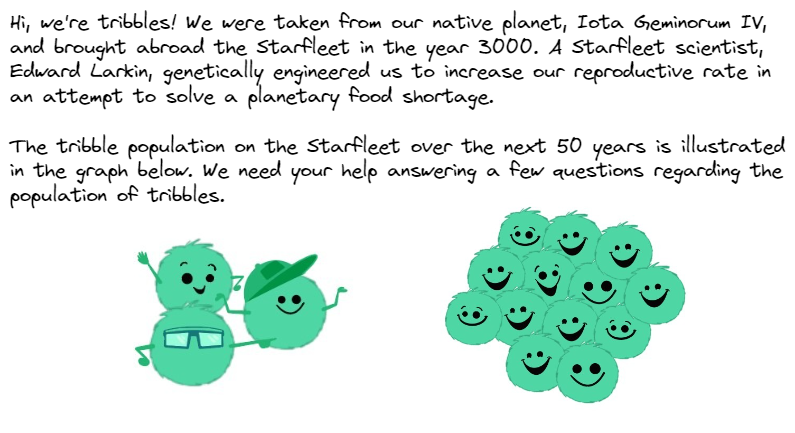 Hi, we're tribbles! We were taken from our native planet, Iota Geminorum IV,
and brought abroad the Starfleet in the year 3000. A Starfleet scientist,
Edward Larkin, genetically engineered us to increase our reproductive rate in
an attempt to solve a planetary food shortage.
The tribble population on the Starfleet over the next 50 years is illustrated
in the graph below. We need your help answering a few questions regarding the
population of tribbles.